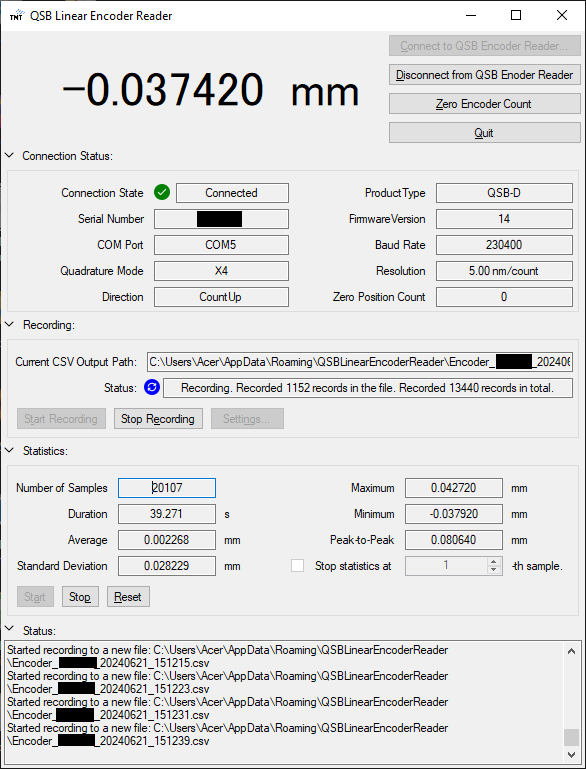 TNT QSB Linear Encoder Reader
-0.037420 mm
Connect to QSB Encoder Reader...
Disconnect from QSB Enoder Reader
Zero Encoder Count
Quit
Connection Status:
Connection State Connected
Product Type QSB-D
Serial Number
Firmware Version 14
COM Port COM5
Baud Rate 230400
Quadrature Mode X4
Resolution 5.00 nm/count
Direction CountUp
Zero Position Count 0
Recording:
Current CSV Output Path: C:\Users\Acer\AppData\Roaming\QSBLinearEncoderReader\Encoder_ _20240
Status: Recording. Recorded 1152 records in the file. Recorded 13440 records in total.
Start Recording Stop Recording Settings...
Statistics:
Number of Samples 20107
Maximum 0.042720 mm
Duration 39.271 s
Minimum -0.037920 mm
Average 0.002268 mm
Peak-to-Peak 0.080640 mm
Standard Deviation 0.028229 mm
Stop statistics at 1 -th sample.
Start Stop Reset
Status:
Started recording to a new file: C:\Users\Acer\AppData\Roaming\QSBLinearEncoderReader
\Encoder_ _20240621_151215.csv
Started recording to a new file: C:\Users\Acer\AppData\Roaming\QSBLinearEncoderReader
\Encoder_ _20240621_151223.csv
Started recording to a new file: C:\Users\Acer\AppData\Roaming\QSBLinearEncoderReader
\Encoder_ _20240621_151231.csv
Started recording to a new file: C:\Users\Acer\AppData\Roaming\QSBLinearEncoderReader
\Encoder_ _20240621_151239.csv